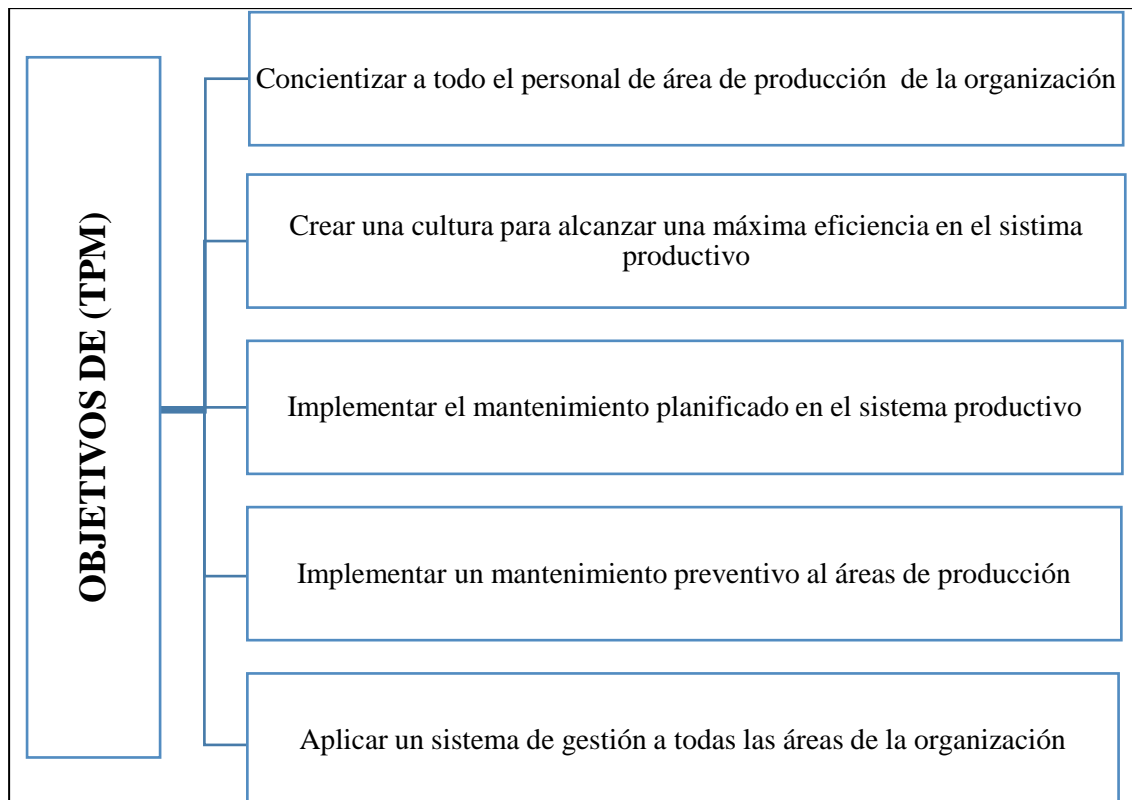 OBJETIVOS DE (TPM)
Concientizar a todo el personal de área de producción  de la organización
Crear una cultura para alcanzar una máxima eficiencia en el sistima
productivo
Implementar el mantenimiento planificado en el sistema productivo
Implementar un mantenimiento preventivo al áreas de producción
Aplicar un sistema de gestión a todas las áreas de la organización